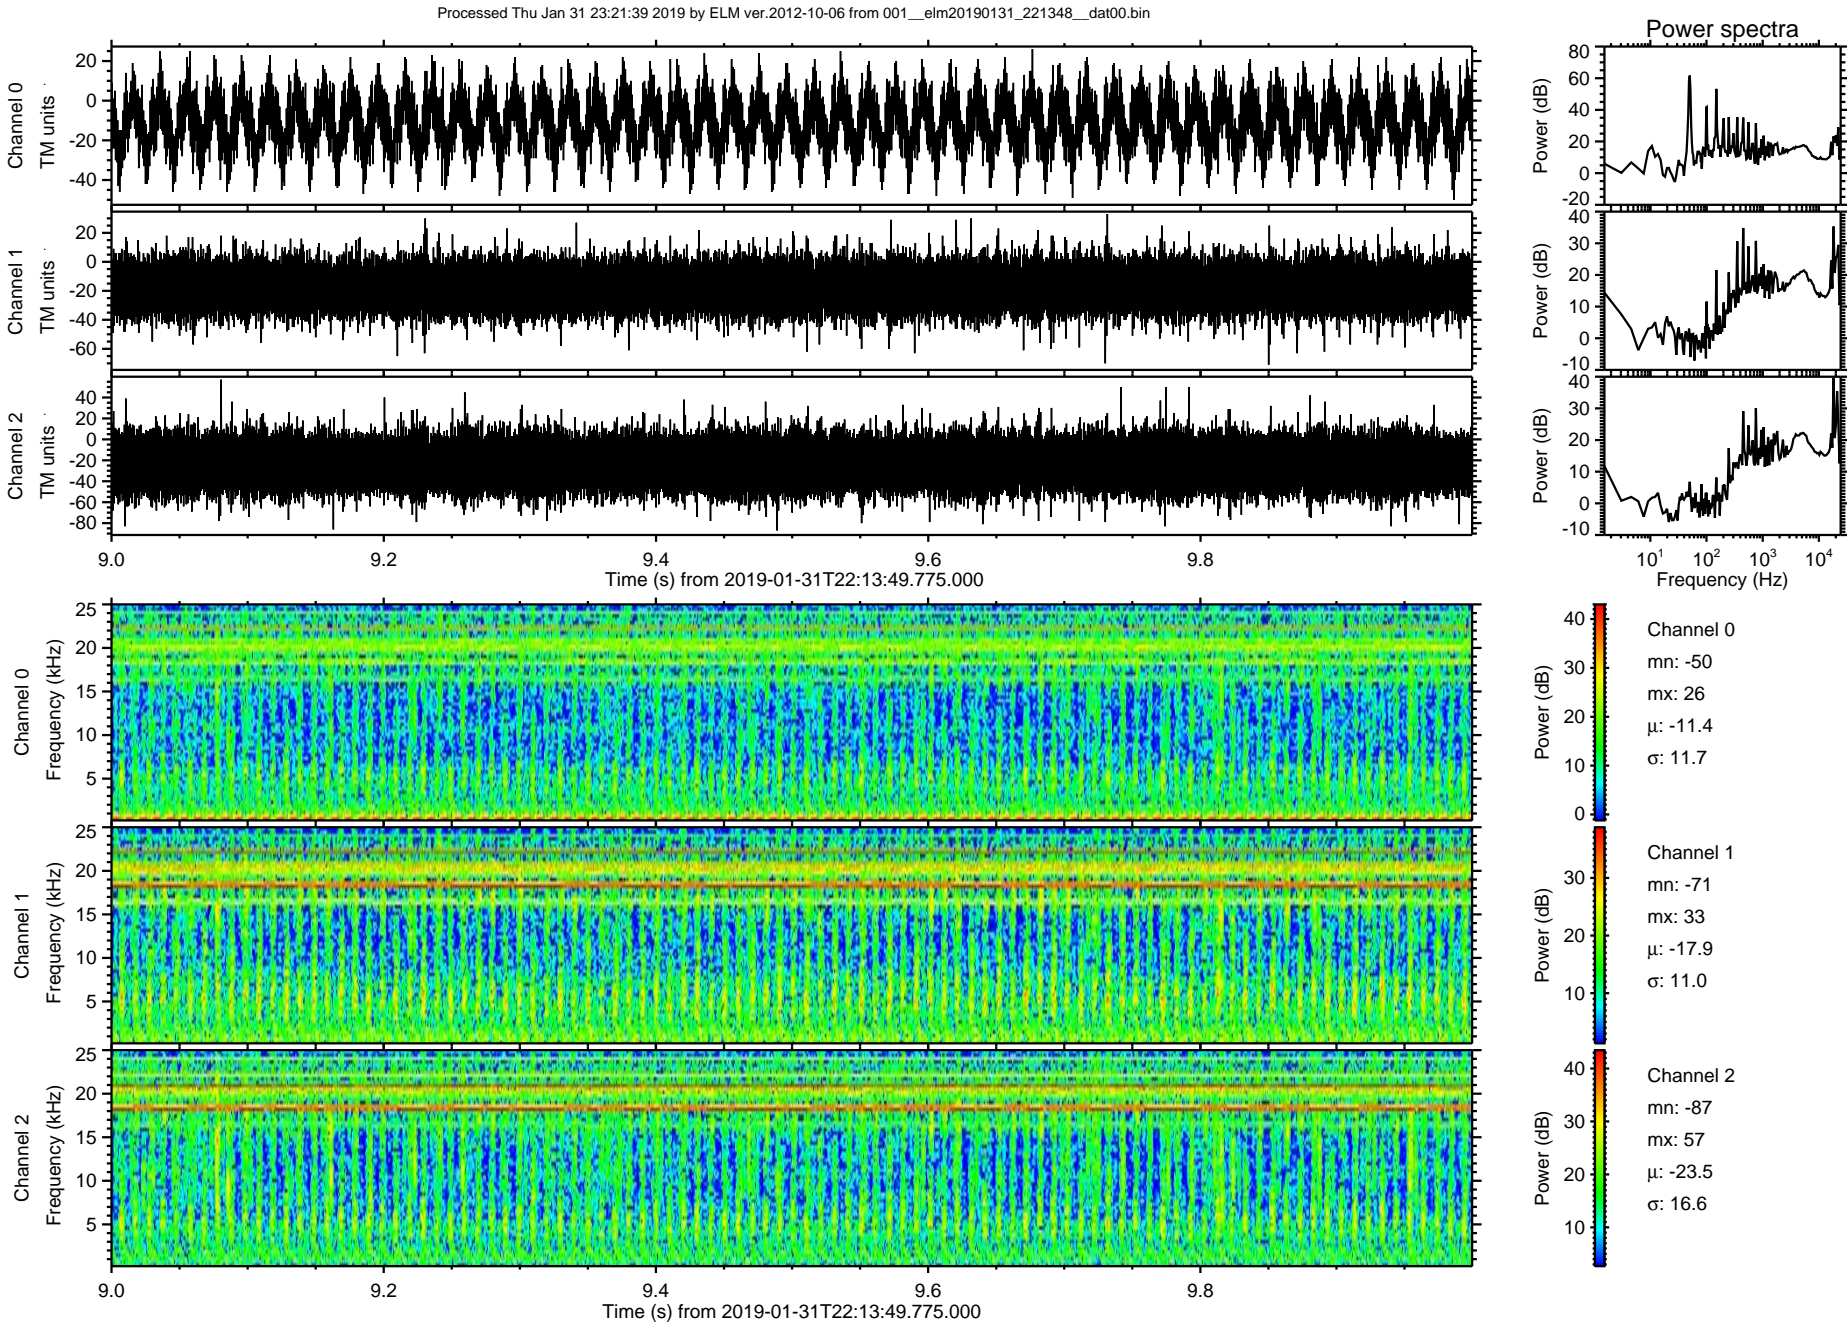 Processed Thu Jan 31 23:21:39 2019 by ELM ver.2012-10-06 from 001__elm20190131_221348__dat00.bin
Power spectra
Channel 0
TM units
20
0
-20
-40
Power (dB)
80
60
40
20
0
-20
Channel 1
TM units
20
0
-20
-40
-60
Power (dB)
40
30
20
10
0
-10
Channel 2
TM units
40
20
0
-20
-40
-60
-80
Power (dB)
40
30
20
10
0
-10
9.0 9.2 9.4 9.6 9.8
Time (s) from 2019-01-31T22:13:49.775.000
10^1 10^2 10^3 10^4
Frequency (Hz)
Channel 0
Frequency (kHz)
25
20
15
10
5
Power (dB)
40
30
20
10
0
Channel 0
mn: -50
mx: 26
μ: -11.4
σ: 11.7
Channel 1
Frequency (kHz)
25
20
15
10
5
Power (dB)
30
20
10
Channel 1
mn: -71
mx: 33
μ: -17.9
σ: 11.0
Channel 2
Frequency (kHz)
25
20
15
10
5
Power (dB)
40
30
20
10
Channel 2
mn: -87
mx: 57
μ: -23.5
σ: 16.6
9.0 9.2 9.4 9.6 9.8
Time (s) from 2019-01-31T22:13:49.775.000